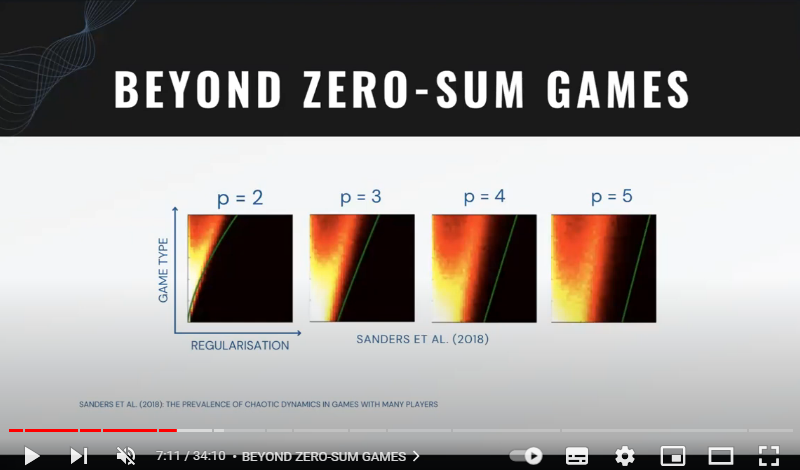 BEYOND ZERO-SUM GAMES
p = 2
p = 3
p = 4
p = 5
GAME TYPE
REGULARISATION
SANDERS ET AL. (2018)
SANDERS ET AL. (2018): THE PREVALENCE OF CHAOTIC DYNAMICS IN GAMES WITH MANY PLAYERS
7:11 / 34:10 • BEYOND ZERO-SUM GAMES